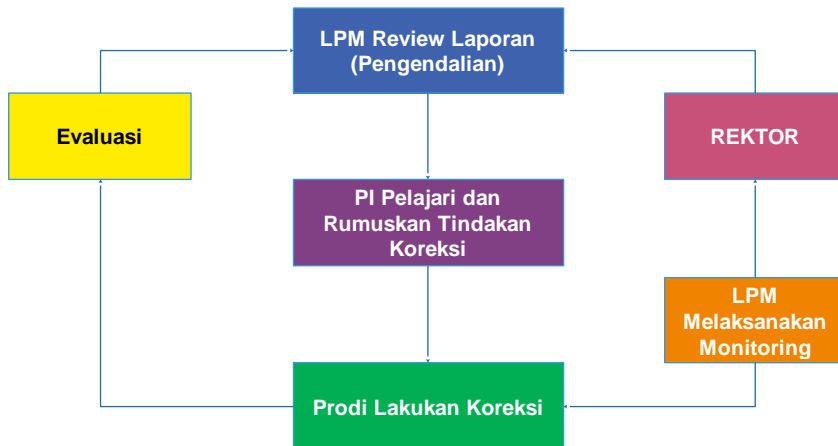 LPM Review Laporan
(Pengendalian)
Evaluasi
REKTOR
PI Pelajari dan
Rumuskan Tindakan
Koreksi
LPM
Melaksanakan
Monitoring
Prodi Lakukan Koreksi